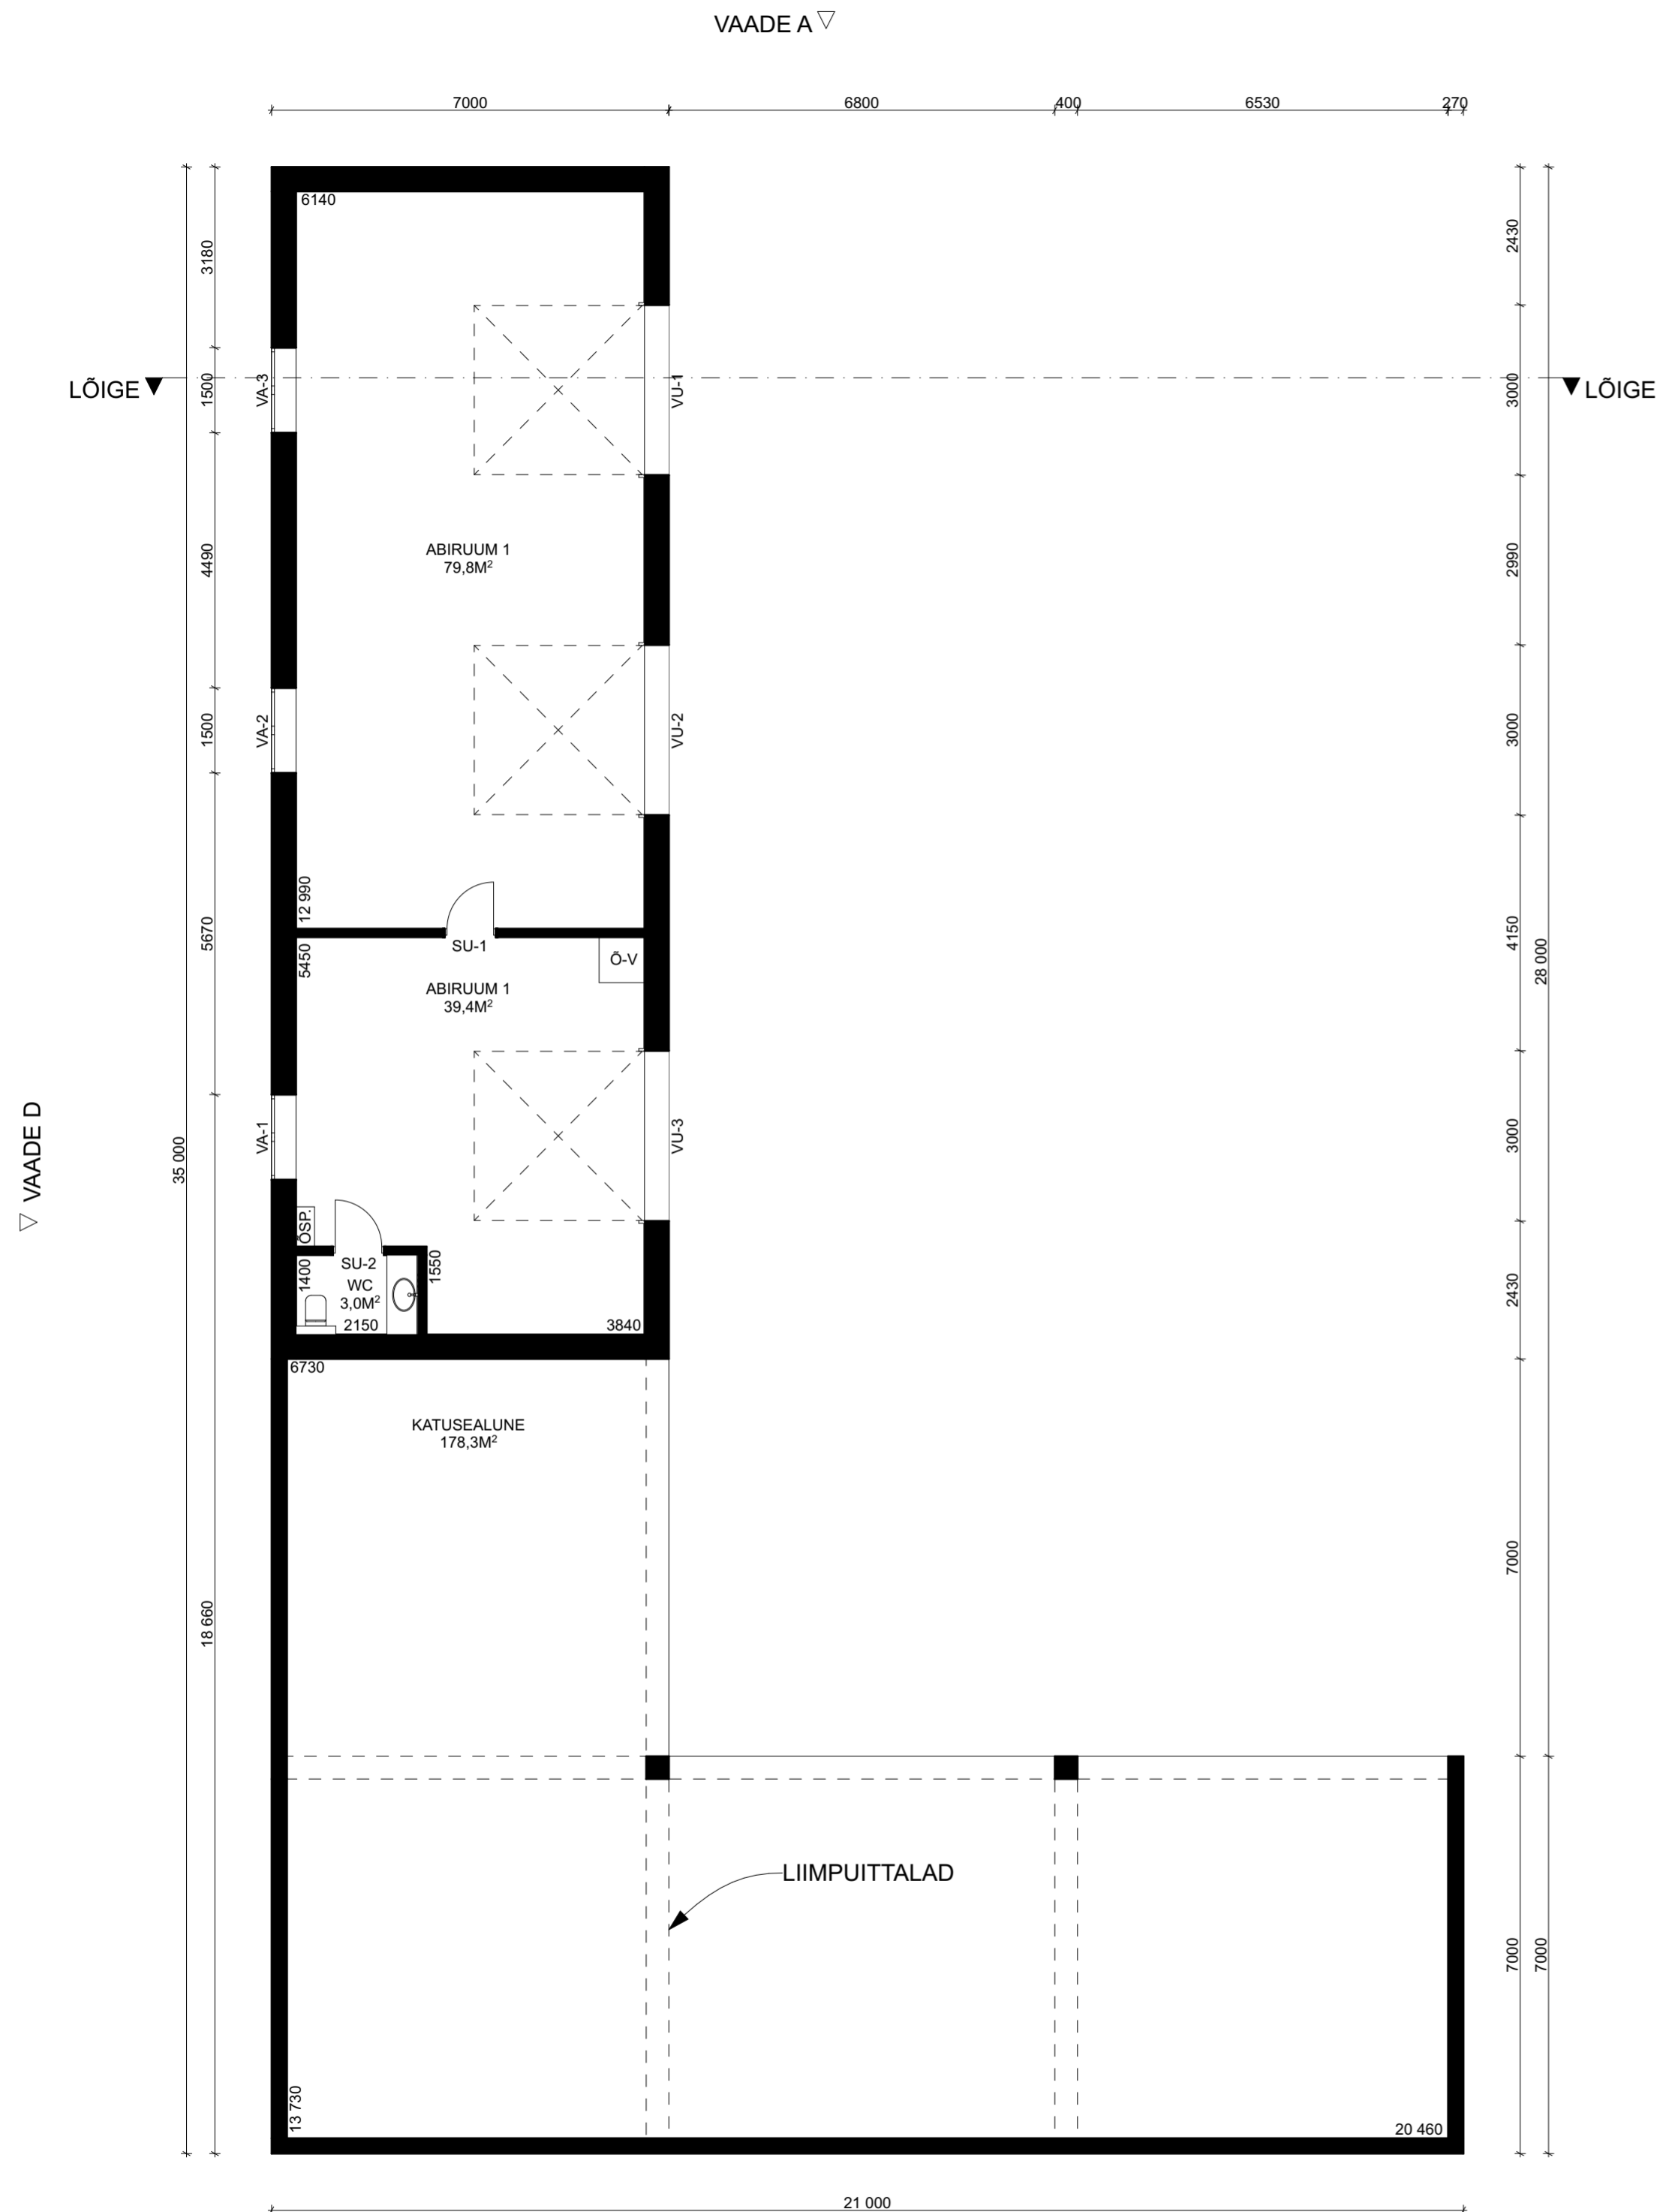 VAADE A
7000
6800
400
6530
270
6140
3180
2430
LÕIGE
1500
VA-3
VU-1
3000
LÕIGE
ABIRUUM 1
79,8M²
4490
2990
1500
VA-2
VU-2
3000
12 990
5670
SU-1
4150
5450
Õ-V
28 000
ABIRUUM 1
39,4M²
VAADE D
35 000
VA-1
VU-3
3000
ÕSP.
1400
SU-2
WC
3,0M²
2150
1550
3840
2430
6730
KATUSEALUNE
178,3M²
7000
18 660
LIIMPUITTALAD
7000
7000
13 730
20 460
21 000